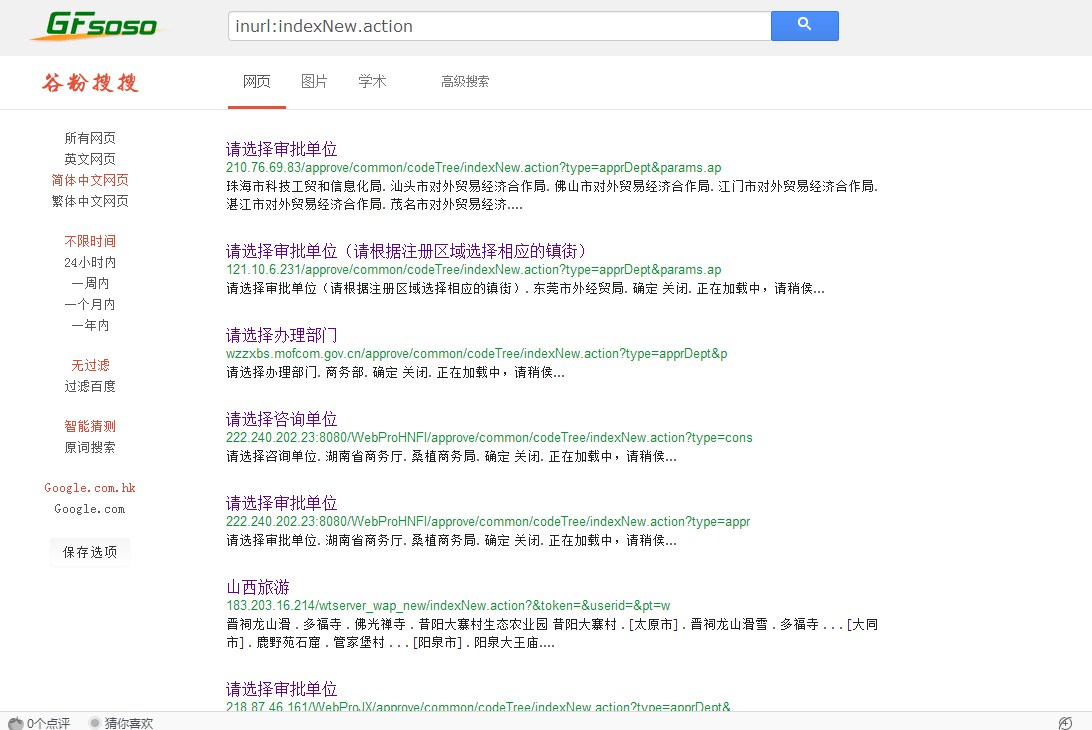 GFsoso
inurl:indexNew.action
谷粉搜搜
网页 图片 学术 高级搜索
所有网页
英文网页
简体中文网页
繁体中文网页
不限时间
24小时内
一周内
一个月内
一年内
无过滤
过滤百度
智能猜测
原词搜索
Google.com.hk
Google.com
保存选项
请选择审批单位
210.76.69.83/approve/common/codeTree/indexNew.action?type=apprDept&params.ap
珠海市科技工贸和信息化局. 汕头市对外贸易经济合作局. 佛山市对外贸易经济合作局. 江门市对外贸易经济合作局.
湛江市对外贸易经济合作局. 茂名市对外贸易经济....
请选择审批单位（请根据注册区域选择相应的镇街）
121.10.6.231/approve/common/codeTree/indexNew.action?type=apprDept&params.ap
请选择审批单位（请根据注册区域选择相应的镇街）. 东莞市外经贸局. 确定 关闭. 正在加载中，请稍侯...
请选择办理部门
wzzxbs.mofcom.gov.cn/approve/common/codeTree/indexNew.action?type=apprDept&p
请选择办理部门. 商务部. 确定 关闭. 正在加载中，请稍侯...
请选择咨询单位
222.240.202.23:8080/WebProHNFI/approve/common/codeTree/indexNew.action?type=cons
请选择咨询单位. 湖南省商务厅. 桑植商务局. 确定 关闭. 正在加载中，请稍侯...
请选择审批单位
222.240.202.23:8080/WebProHNFI/approve/common/codeTree/indexNew.action?type=appr
请选择审批单位. 湖南省商务厅. 桑植商务局. 确定 关闭. 正在加载中，请稍侯...
山西旅游
183.203.16.214/wtserver_wap_new/indexNew.action?&token=&userid=&pt=w
晋祠龙山滑 . 多福寺 . 佛光禅寺 . 昔阳大寨村生态农业园 昔阳大寨村 . [太原市] . 晋祠龙山滑雪 . 多福寺 . . . [大同
市] . 鹿野苑石窟 . 管家堡村 . . . [阳泉市] . 阳泉大王庙....
请选择审批单位
218.87.46.161/WebProJX/approve/common/codeTree/indexNew.action?type=apprDept&
0个点评 猜你喜欢